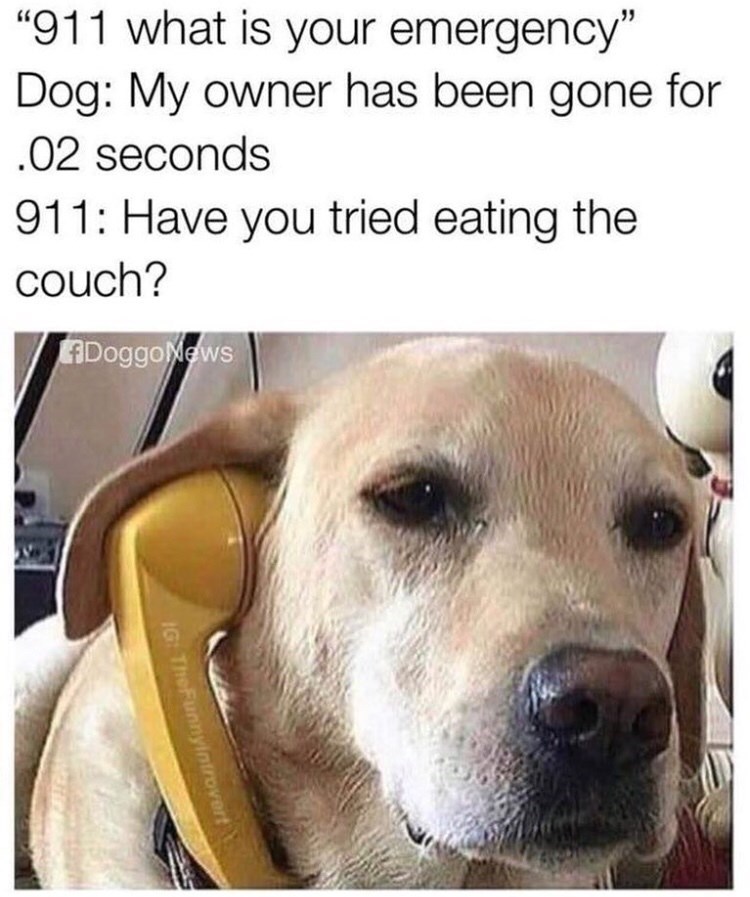 “911 what is your emergency”
Dog: My owner has been gone for
.02 seconds
911: Have you tried eating the
couch?
DoggoNews
IG: TheFunnyIntrovert